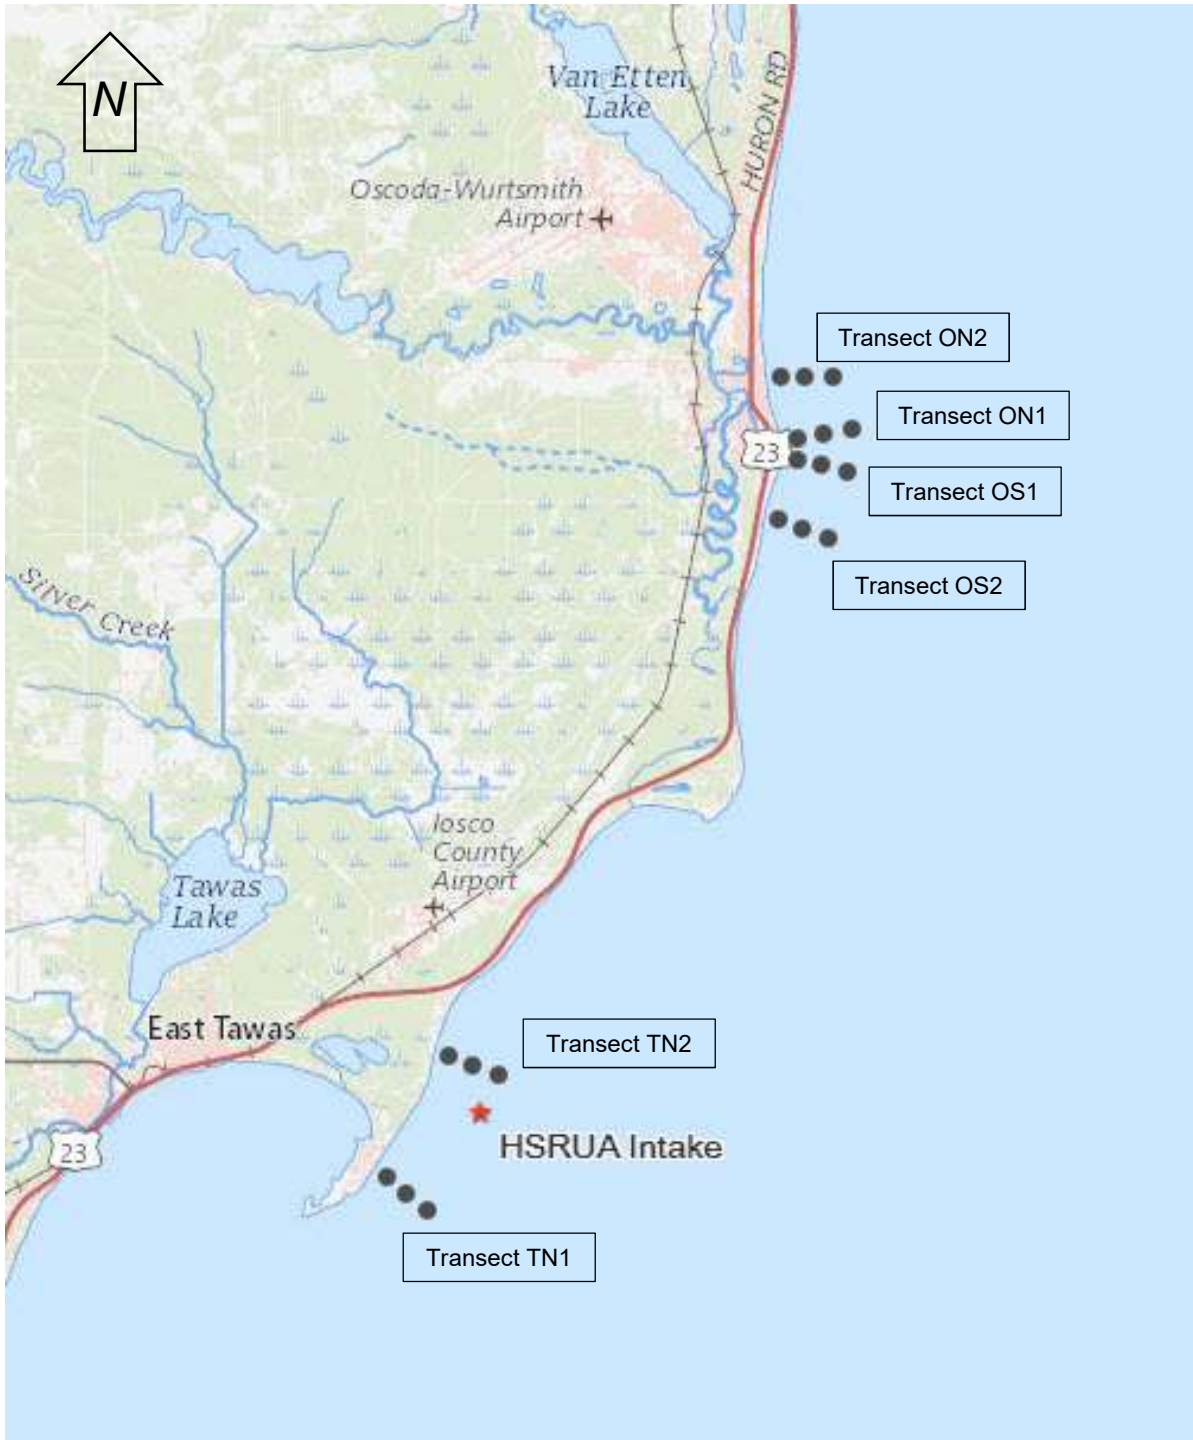 N
Van Etten
Lake
HURON RD
Oscoda-Wurtsmith
Airport
Transect ON2
Transect ON1
23
Transect OS1
Transect OS2
Silver Creek
Iosco
County
Airport
Tawas
Lake
East Tawas
Transect TN2
HSRUA Intake
23
Transect TN1